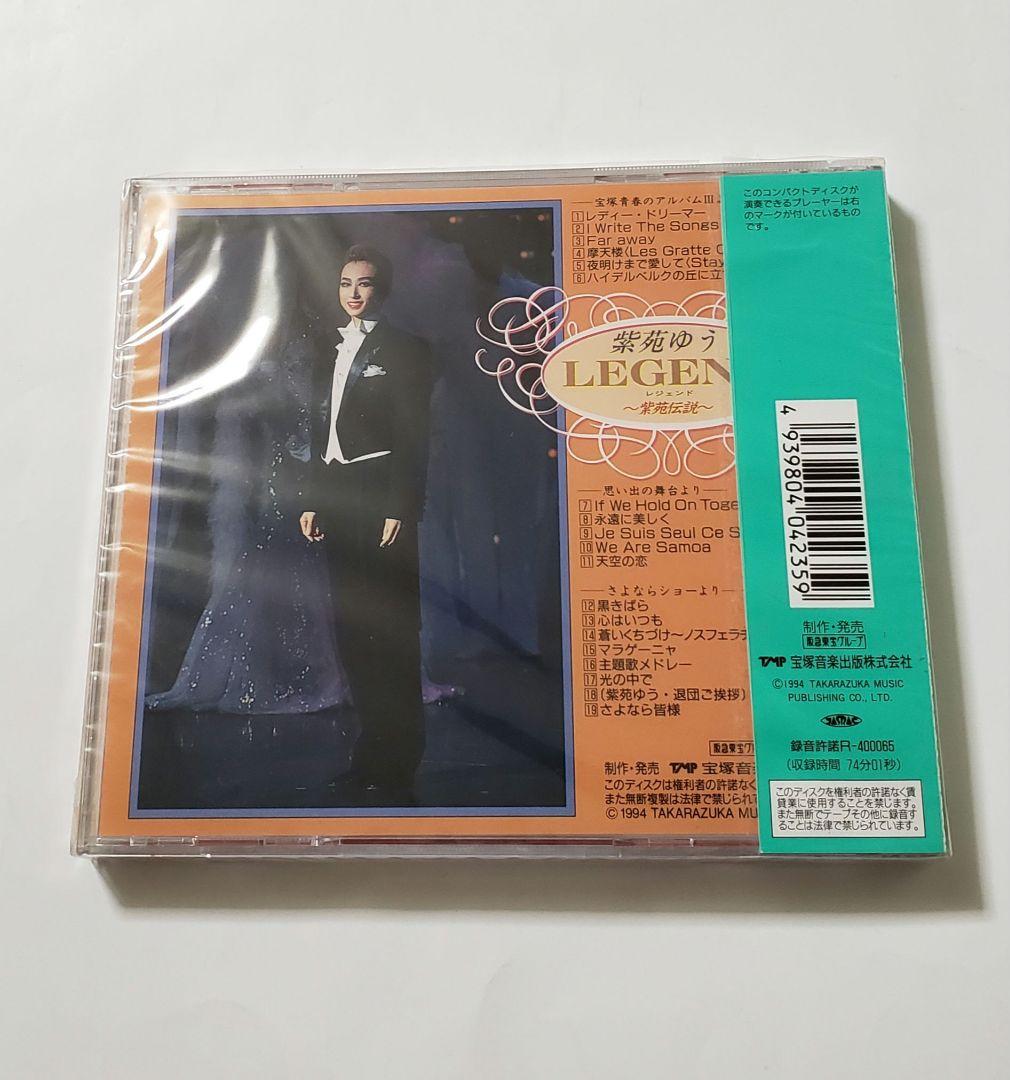 宝塚青春のアルバムIII
1 レディー・ドリーマー
2 I Write The Songs
3 Far away
4 摩天楼〈Les Gratte
5 夜明けまで愛して〈Stay
6 ハイデルベルクの丘に立
紫苑ゆう
LEGEN
レジェンド
〜紫苑伝説〜
思い出の舞台より
7 If We Hold On Toge
8 永遠に美しく
9 Je Suis Seul Ce S
10 We Are Samoa
11 天空の恋
さよならショーより
12 黒きばら
13 心はいつも
14 蒼いくちづけ〜ノスフェラ
15 マラゲーニャ
16 主題歌メドレー
17 光の中で
18 (紫苑ゆう・退団ご挨拶)
19 さよなら皆様
阪急東宝グル
制作・発売 TMP 宝塚音
このディスクは権利者の許諾なく
また無断複製は法律で禁じられ
©1994 TAKARAZUKA MU
このコンパクトディスクが
演奏できるプレーヤーは右
のマークが付いているもの
です。
4 939804 042359
制作・発売
阪急東宝グループ
TMP 宝塚音楽出版株式会社
©1994 TAKARAZUKA MUSIC
PUBLISHING CO., LTD.
JASRAC
録音許諾R-400065
(収録時間 74分01秒)
このディスクを権利者の許諾なく賃
貸業に使用することを禁じます。
また無断でテープその他に録音す
ることは法律で禁じられています。